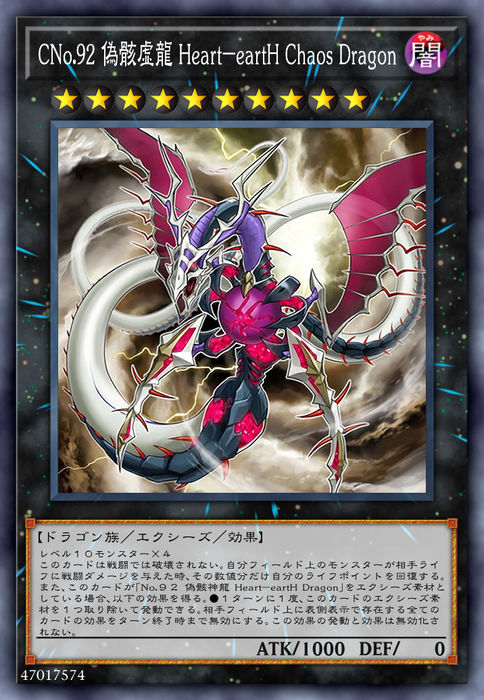 CNo.92 偽骸虚龍 Heart－eartH Chaos Dragon
やみ
闇
【ドラゴン族／エクシーズ／効果】
レベル１０モンスター×４
このカードは戦闘では破壊されない。自分フィールド上のモンスターが相手ライ
フに戦闘ダメージを与えた時、その数値分だけ自分のライフポイントを回復する。
また、このカードが「No.92 偽骸神龍 Heart－eartH Dragon」をエクシーズ素材と
している場合、以下の効果を得る。●１ターンに１度、このカードのエクシーズ素
材を１つ取り除いて発動できる。相手フィールド上に表側表示で存在する全ての
カードの効果をターン終了時まで無効にする。この効果の発動と効果は無効化さ
れない。
ATK/1000 DEF/ 0
47017574